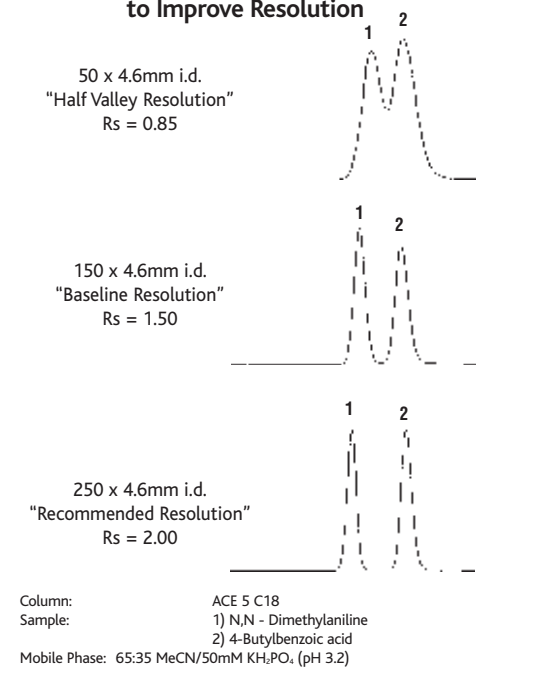 to Improve Resolution
1 2
50 x 4.6mm i.d.
“Half Valley Resolution”
Rs = 0.85
1 2
150 x 4.6mm i.d.
“Baseline Resolution”
Rs = 1.50
1 2
250 x 4.6mm i.d.
“Recommended Resolution”
Rs = 2.00
Column: ACE 5 C18
Sample: 1) N,N - Dimethylaniline
2) 4-Butylbenzoic acid
Mobile Phase: 65:35 MeCN/50mM KH₂PO₄ (pH 3.2)